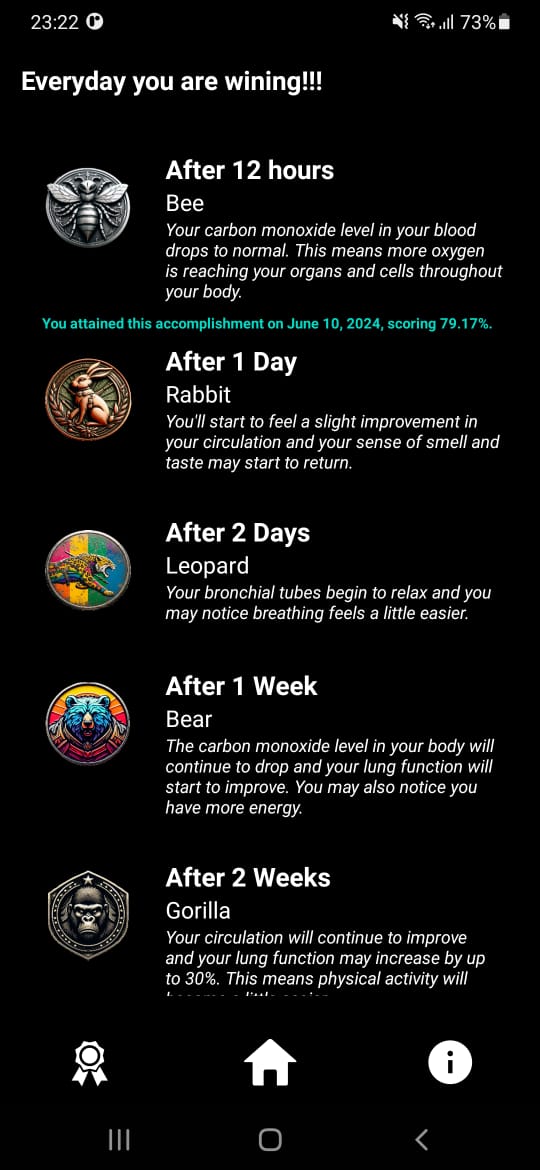 23:22
73%
Everyday you are wining!!!
After 12 hours
Bee
Your carbon monoxide level in your blood
drops to normal. This means more oxygen
is reaching your organs and cells throughout
your body.
You attained this accomplishment on June 10, 2024, scoring 79.17%.
After 1 Day
Rabbit
You'll start to feel a slight improvement in
your circulation and your sense of smell and
taste may start to return.
After 2 Days
Leopard
Your bronchial tubes begin to relax and you
may notice breathing feels a little easier.
After 1 Week
Bear
The carbon monoxide level in your body will
continue to drop and your lung function will
start to improve. You may also notice you
have more energy.
After 2 Weeks
Gorilla
Your circulation will continue to improve
and your lung function may increase by up
to 30%. This means physical activity will